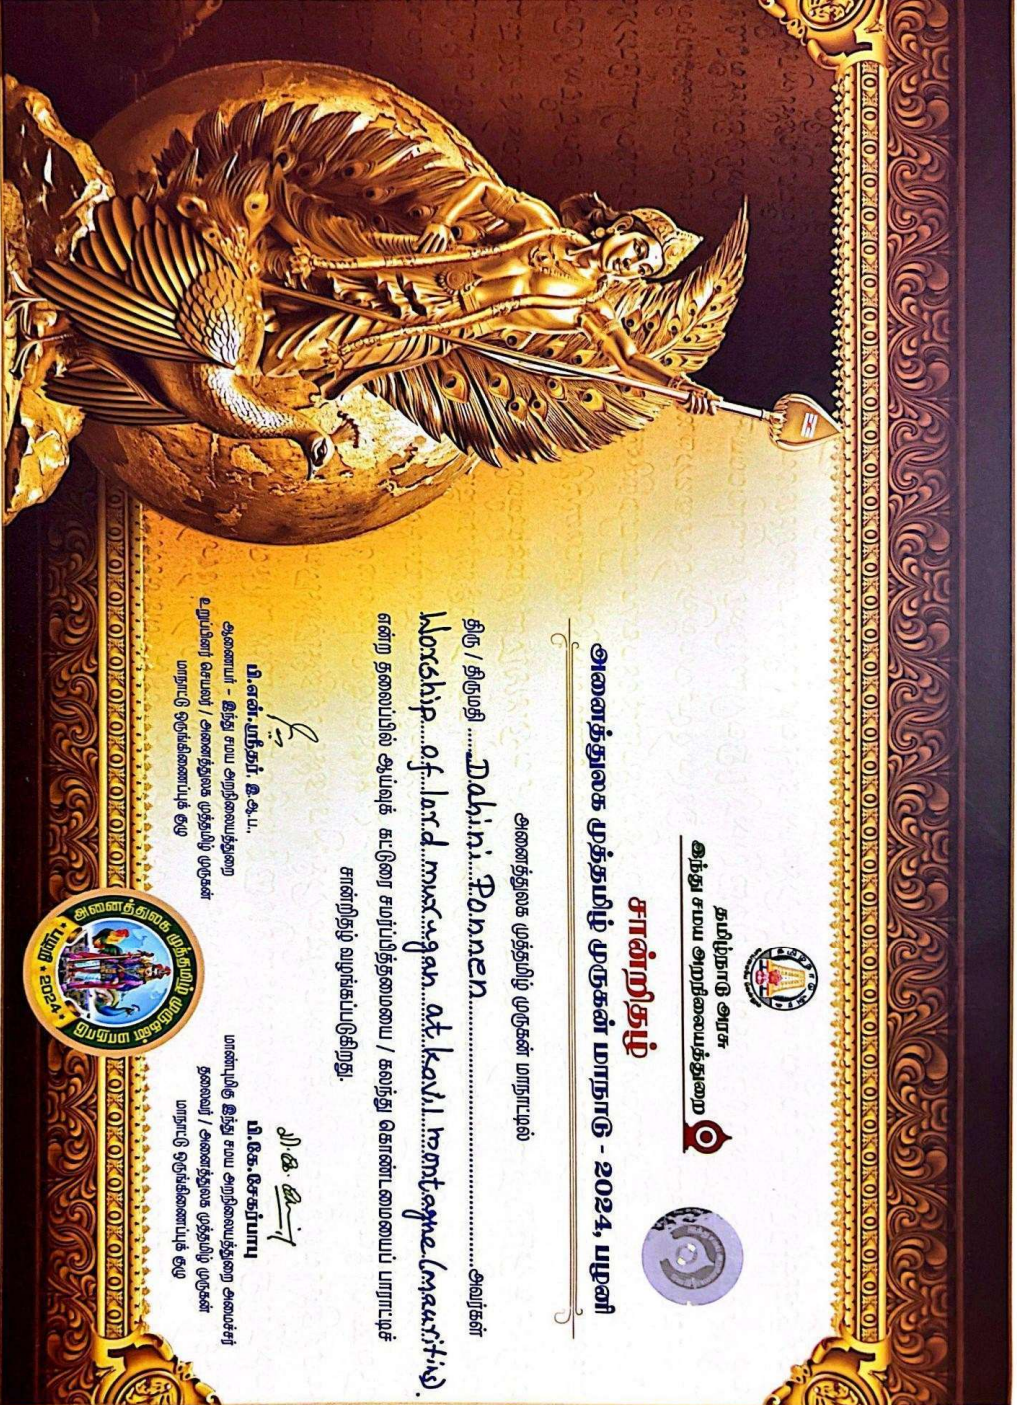 தமிழ்நாடு அரசு
இந்து சமய அறநிலையத்துறை
சான்றிதழ்
அனைத்துலக முத்தமிழ் முருகன் மாநாடு - 2024, பழனி
அனைத்துலக முத்தமிழ் முருகன் மாநாட்டில்
திரு / திருமதி ......Dahini Ponnen......அவர்கள்
Worship of lord murugan at kavil montagne (mauritius).
என்ற தலைப்பில் ஆய்வுக் கட்டுரை சமர்ப்பித்தமையை / கலந்து கொண்டமையைப் பாராட்டிச்
சான்றிதழ் வழங்கப்படுகிறது.
பி.என்.ஸ்ரீதர். இ.ஆ.ப.,
ஆணையர் - இந்து சமய அறநிலையத்துறை
உறுப்பினர் செயலர் / அனைத்துலக முத்தமிழ் முருகன்
மாநாட்டு ஒருங்கிணைப்புக் குழு
பி.கே.சேகர்பாபு
மாண்புமிகு இந்து சமய அறநிலையத்துறை அமைச்சர்
தலைவர் / அனைத்துலக முத்தமிழ் முருகன்
மாநாட்டு ஒருங்கிணைப்புக் குழு
அனைத்துலக முத்தமிழ் முருகன் மாநாடு
பழனி * 2024 *